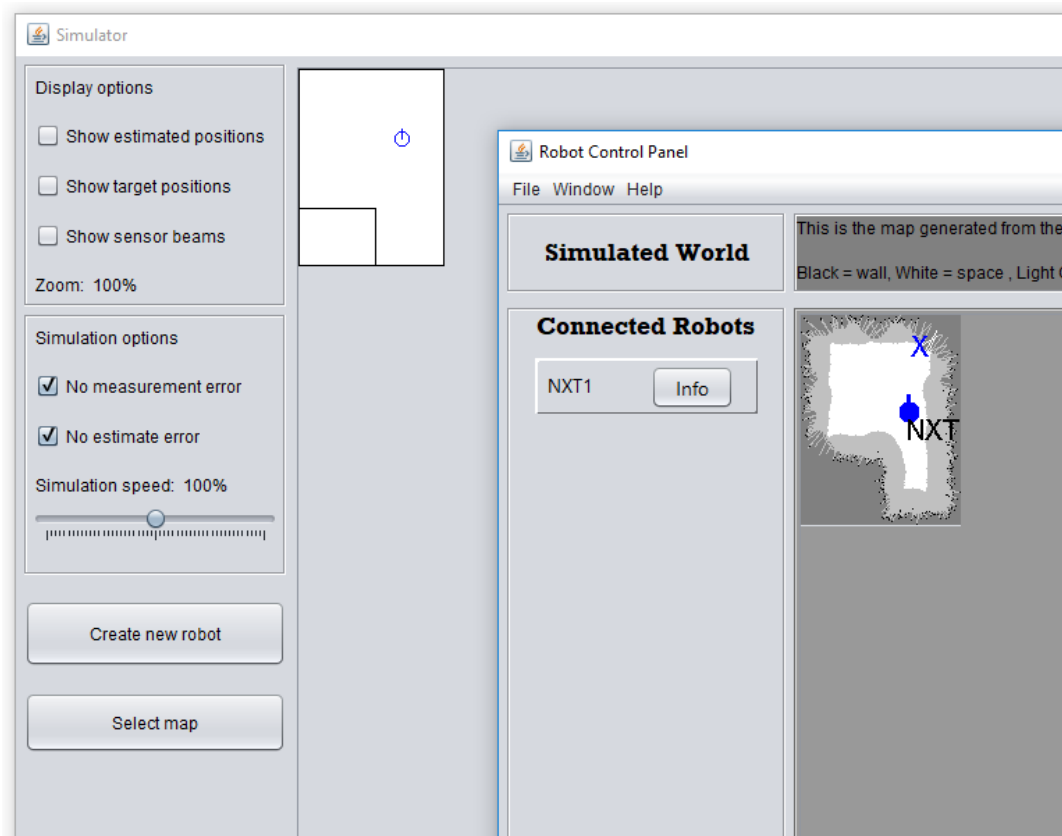 Simulator
Display options
Show estimated positions
Show target positions
Show sensor beams
Zoom: 100%
Simulation options
No measurement error
No estimate error
Simulation speed: 100%
Create new robot
Select map
Robot Control Panel
File Window Help
Simulated World
This is the map generated from the
Black = wall, White = space , Light
Connected Robots
NXT1
Info
X
NXT